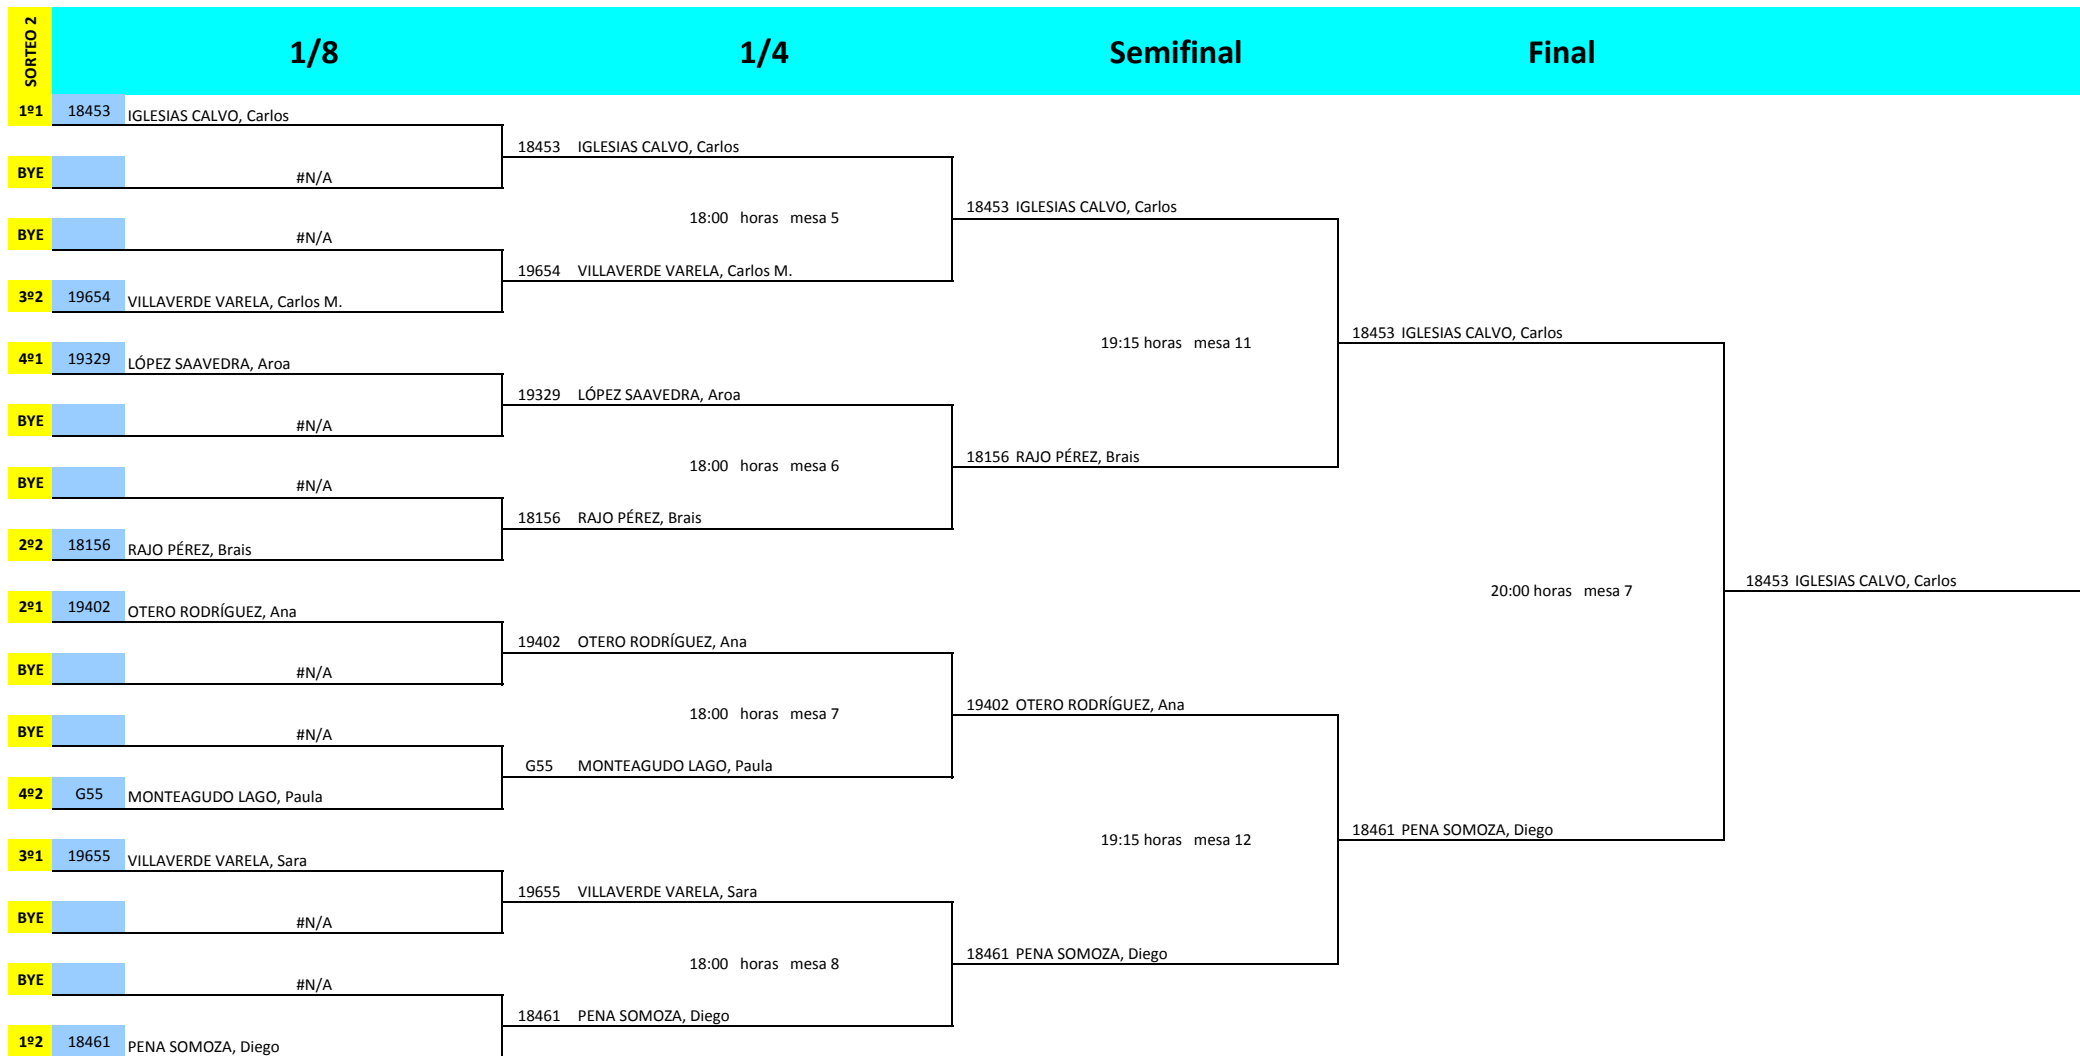 SORTEO 2
1/8 1/4 Semifinal Final
1º1 18453 IGLESIAS CALVO, Carlos
18453 IGLESIAS CALVO, Carlos
BYE #N/A
18:00 horas mesa 5
18453 IGLESIAS CALVO, Carlos
BYE #N/A
19654 VILLAVERDE VARELA, Carlos M.
3º2 19654 VILLAVERDE VARELA, Carlos M.
19:15 horas mesa 11
18453 IGLESIAS CALVO, Carlos
4º1 19329 LÓPEZ SAAVEDRA, Aroa
19329 LÓPEZ SAAVEDRA, Aroa
BYE #N/A
18:00 horas mesa 6
18156 RAJO PÉREZ, Brais
BYE #N/A
18156 RAJO PÉREZ, Brais
2º2 18156 RAJO PÉREZ, Brais
20:00 horas mesa 7
18453 IGLESIAS CALVO, Carlos
2º1 19402 OTERO RODRÍGUEZ, Ana
19402 OTERO RODRÍGUEZ, Ana
BYE #N/A
18:00 horas mesa 7
19402 OTERO RODRÍGUEZ, Ana
BYE #N/A
G55 MONTEAGUDO LAGO, Paula
4º2 G55 MONTEAGUDO LAGO, Paula
19:15 horas mesa 12
18461 PENA SOMOZA, Diego
3º1 19655 VILLAVERDE VARELA, Sara
19655 VILLAVERDE VARELA, Sara
BYE #N/A
18:00 horas mesa 8
18461 PENA SOMOZA, Diego
BYE #N/A
18461 PENA SOMOZA, Diego
1º2 18461 PENA SOMOZA, Diego